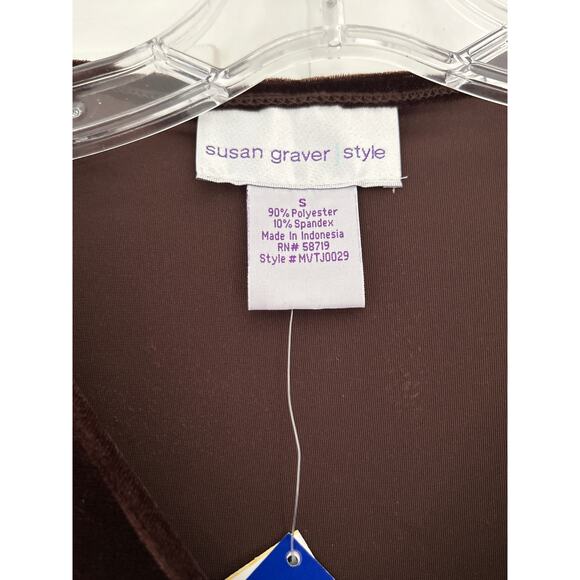 susan graver | style
S
90% Polyester
10% Spandex
Made In Indonesia
RN# 58719
Style #MVTJ0029